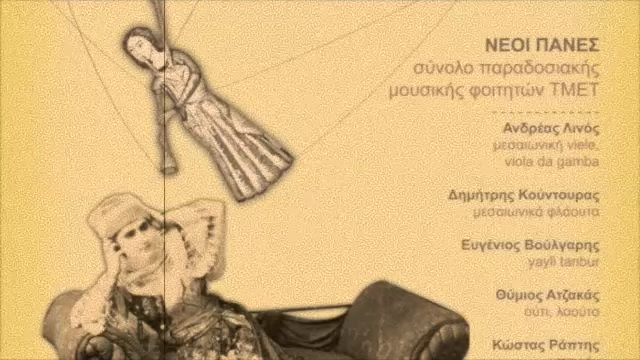 ΝΕΟΙ ΠΑΝΕΣ
σύνολο παραδοσιακής
μουσικής φοιτητών ΤΜΕΤ
Ανδρέας Λινός
μεσαιωνική viele,
viola da gamba
Δημήτρης Κούντουρας
μεσαιωνικά φλάουτα
Ευγένιος Βούλγαρης
yayli tanbur
Θύμιος Ατζακάς
ούτι, λαούτο
Κώστας Ράπτης